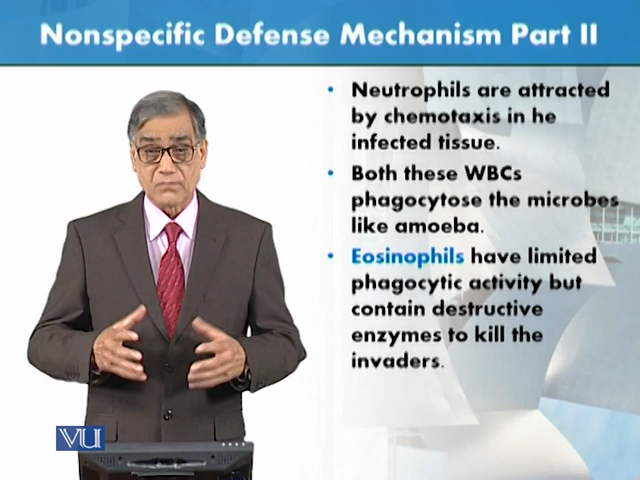 Nonspecific Defense Mechanism Part II
• Neutrophils are attracted
by chemotaxis in he
infected tissue.
• Both these WBCs
phagocytose the microbes
like amoeba.
• Eosinophils have limited
phagocytic activity but
contain destructive
enzymes to kill the
invaders.
VU